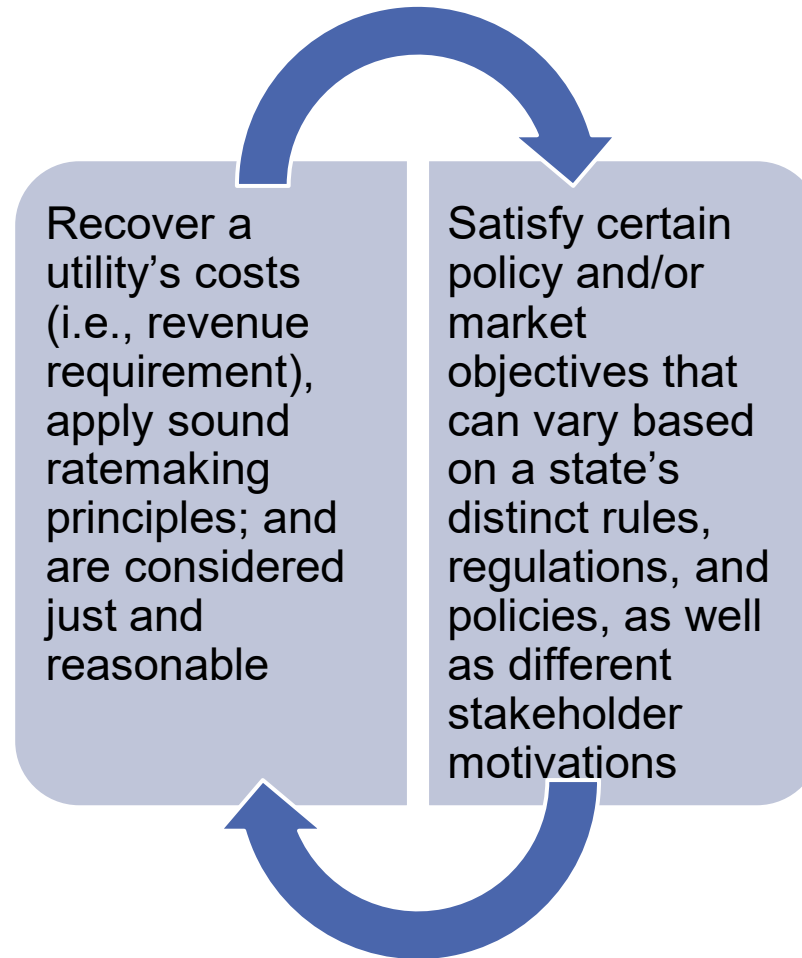 Recover a
utility’s costs
(i.e., revenue
requirement),
apply sound
ratemaking
principles; and
are considered
just and
reasonable
Satisfy certain
policy and/or
market
objectives that
can vary based
on a state’s
distinct rules,
regulations, and
policies, as well
as different
stakeholder
motivations